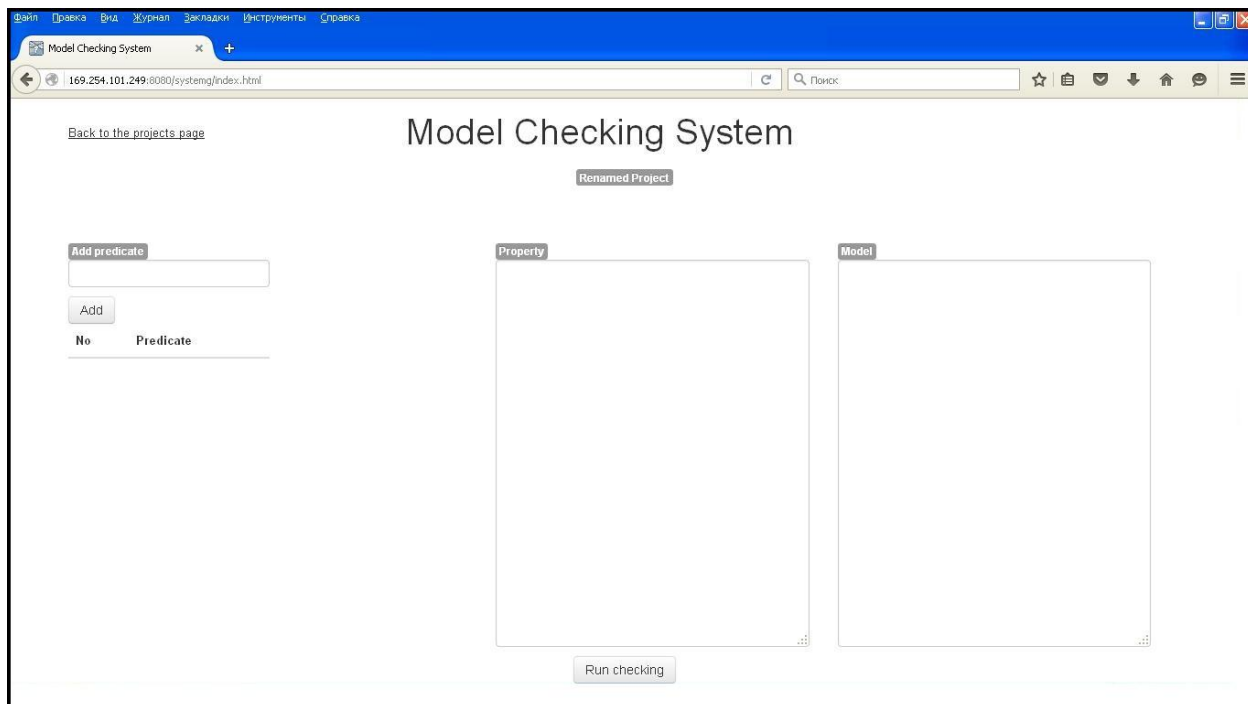 Файл Правка Вид Журнал Закладки Инструменты Справка
Model Checking System
169.254.101.249:8080/systemg/index.html
Поиск
Back to the projects page
Model Checking System
Renamed Project
Add predicate
Property
Model
Add
No Predicate
Run checking